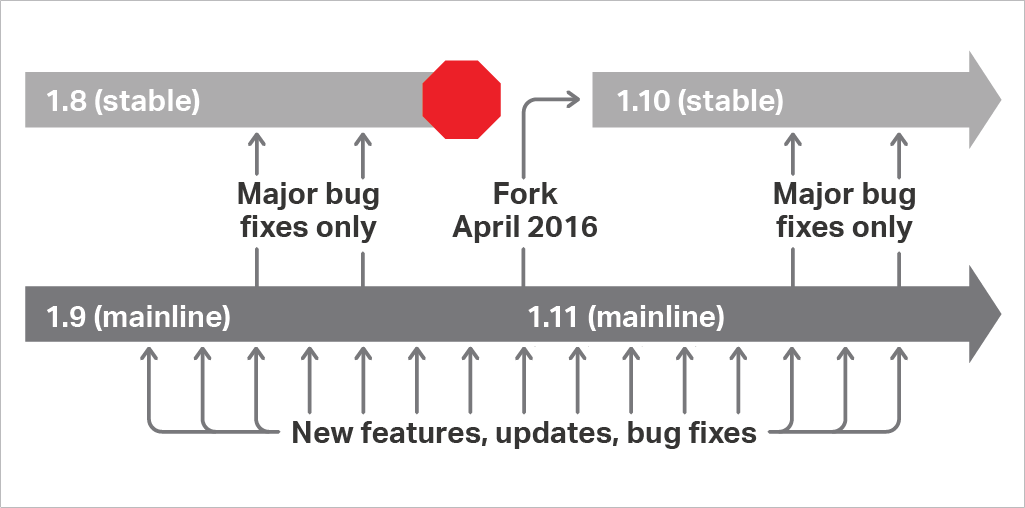 1.8 (stable)
1.10 (stable)
Major bug
fixes only
Fork
April 2016
Major bug
fixes only
1.9 (mainline)
1.11 (mainline)
New features, updates, bug fixes